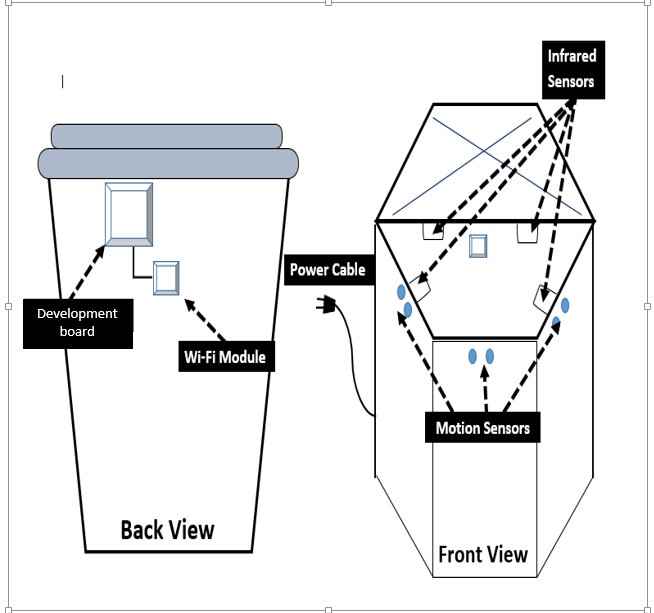 Infrared
Sensors
Power Cable
Development
board
Wi-Fi Module
Motion Sensors
Back View
Front View